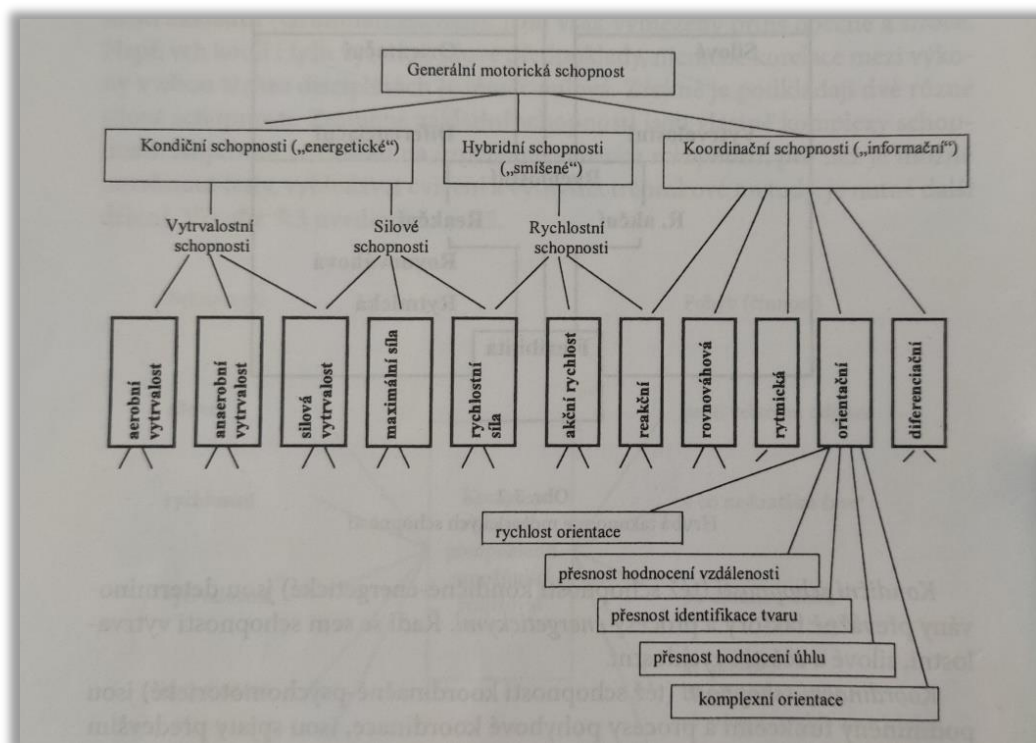 Generální motorická schopnost
Kondiční schopnosti („energetické“)
Hybridní schopnosti
(„smíšené“)
Koordinační schopnosti („informační“)
Vytrvalostní
schopnosti
Silové
schopnosti
Rychlostní
schopnosti
aerobní
vytrvalost
anaerobní
vytrvalost
silová
vytrvalost
maximální síla
rychlostní
síla
akční rychlost
reakční
rovnováhová
rytmická
orientační
diferenciační
rychlost orientace
přesnost hodnocení vzdálenosti
přesnost identifikace tvaru
přesnost hodnocení úhlu
komplexní orientace